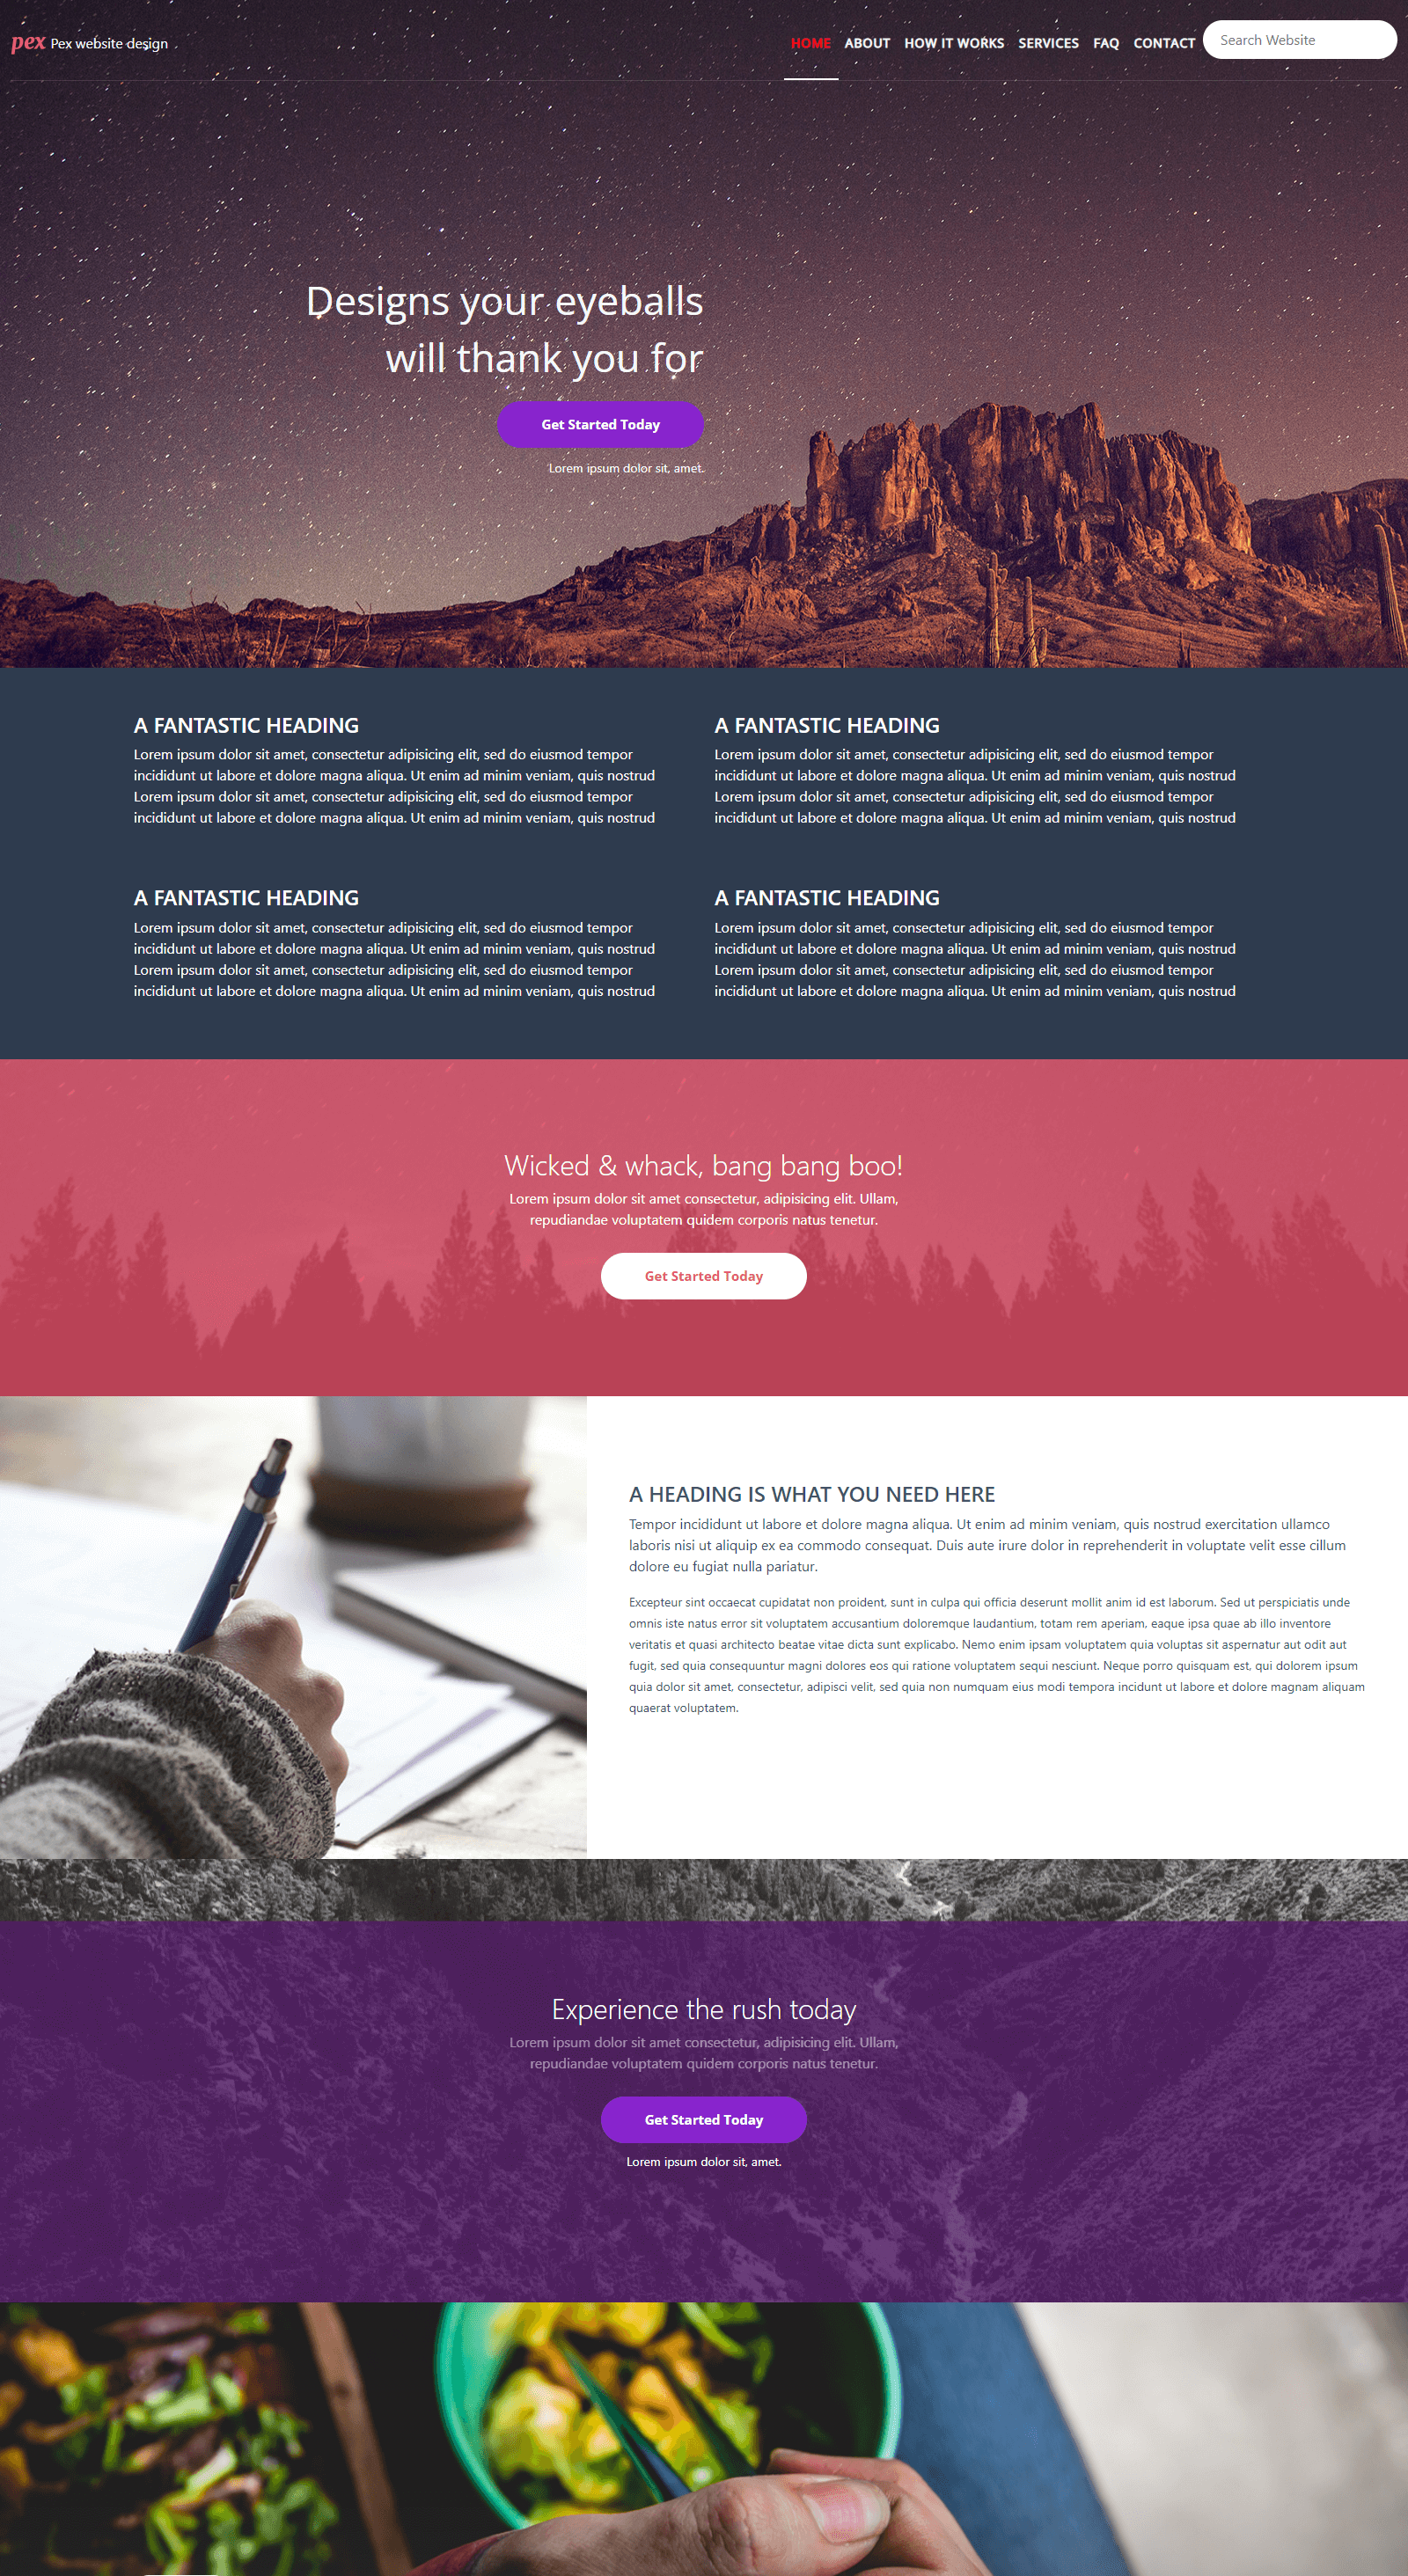 pex Pex website design
HOME ABOUT HOW IT WORKS SERVICES FAQ CONTACT Search Website
Designs your eyeballs
will thank you for
Get Started Today
Lorem ipsum dolor sit, amet.
A FANTASTIC HEADING
Lorem ipsum dolor sit amet, consectetur adipisicing elit, sed do eiusmod tempor
incididunt ut labore et dolore magna aliqua. Ut enim ad minim veniam, quis nostrud
Lorem ipsum dolor sit amet, consectetur adipisicing elit, sed do eiusmod tempor
incididunt ut labore et dolore magna aliqua. Ut enim ad minim veniam, quis nostrud
A FANTASTIC HEADING
Lorem ipsum dolor sit amet, consectetur adipisicing elit, sed do eiusmod tempor
incididunt ut labore et dolore magna aliqua. Ut enim ad minim veniam, quis nostrud
Lorem ipsum dolor sit amet, consectetur adipisicing elit, sed do eiusmod tempor
incididunt ut labore et dolore magna aliqua. Ut enim ad minim veniam, quis nostrud
A FANTASTIC HEADING
Lorem ipsum dolor sit amet, consectetur adipisicing elit, sed do eiusmod tempor
incididunt ut labore et dolore magna aliqua. Ut enim ad minim veniam, quis nostrud
Lorem ipsum dolor sit amet, consectetur adipisicing elit, sed do eiusmod tempor
incididunt ut labore et dolore magna aliqua. Ut enim ad minim veniam, quis nostrud
A FANTASTIC HEADING
Lorem ipsum dolor sit amet, consectetur adipisicing elit, sed do eiusmod tempor
incididunt ut labore et dolore magna aliqua. Ut enim ad minim veniam, quis nostrud
Lorem ipsum dolor sit amet, consectetur adipisicing elit, sed do eiusmod tempor
incididunt ut labore et dolore magna aliqua. Ut enim ad minim veniam, quis nostrud
Wicked & whack, bang bang boo!
Lorem ipsum dolor sit amet consectetur, adipisicing elit. Ullam,
repudiandae voluptatem quidem corporis natus tenetur.
Get Started Today
A HEADING IS WHAT YOU NEED HERE
Tempor incididunt ut labore et dolore magna aliqua. Ut enim ad minim veniam, quis nostrud exercitation ullamco
laboris nisi ut aliquip ex ea commodo consequat. Duis aute irure dolor in reprehenderit in voluptate velit esse cillum
dolore eu fugiat nulla pariatur.
Excepteur sint occaecat cupidatat non proident, sunt in culpa qui officia deserunt mollit anim id est laborum. Sed ut perspiciatis unde
omnis iste natus error sit voluptatem accusantium doloremque laudantium, totam rem aperiam, eaque ipsa quae ab illo inventore
veritatis et quasi architecto beatae vitae dicta sunt explicabo. Nemo enim ipsam voluptatem quia voluptas sit aspernatur aut odit aut
fugit, sed quia consequuntur magni dolores eos qui ratione voluptatem sequi nesciunt. Neque porro quisquam est, qui dolorem ipsum
quia dolor sit amet, consectetur, adipisci velit, sed quia non numquam eius modi tempora incidunt ut labore et dolore magnam aliquam
quaerat voluptatem.
Experience the rush today
Lorem ipsum dolor sit amet consectetur, adipisicing elit. Ullam,
repudiandae voluptatem quidem corporis natus tenetur.
Get Started Today
Lorem ipsum dolor sit, amet.